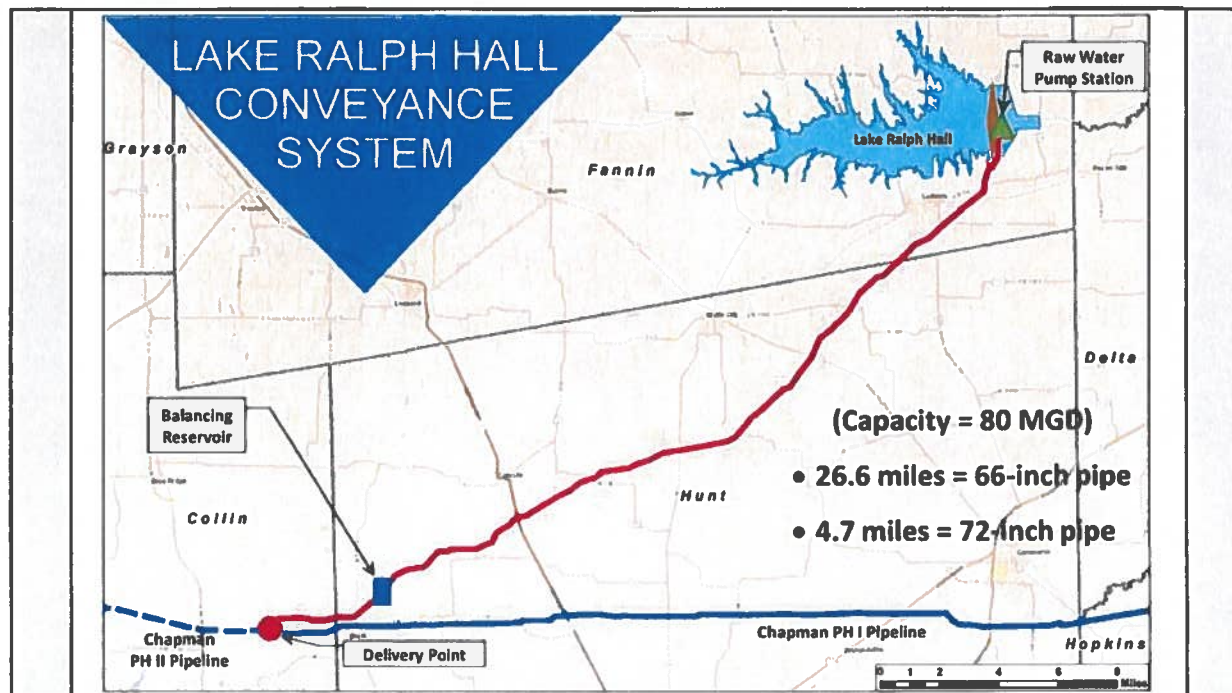 LAKE RALPH HALL
CONVEYANCE
SYSTEM
Raw Water
Pump Station
Lake Ralph Hall
Grayson
Fannin
Delta
Balancing
Reservoir
(Capacity = 80 MGD)
• 26.6 miles = 66-inch pipe
• 4.7 miles = 72-inch pipe
Hunt
Collin
Chapman
PH II Pipeline
Delivery Point
Chapman PH I Pipeline
Hopkins
0 1 2 4 6 8
Miles